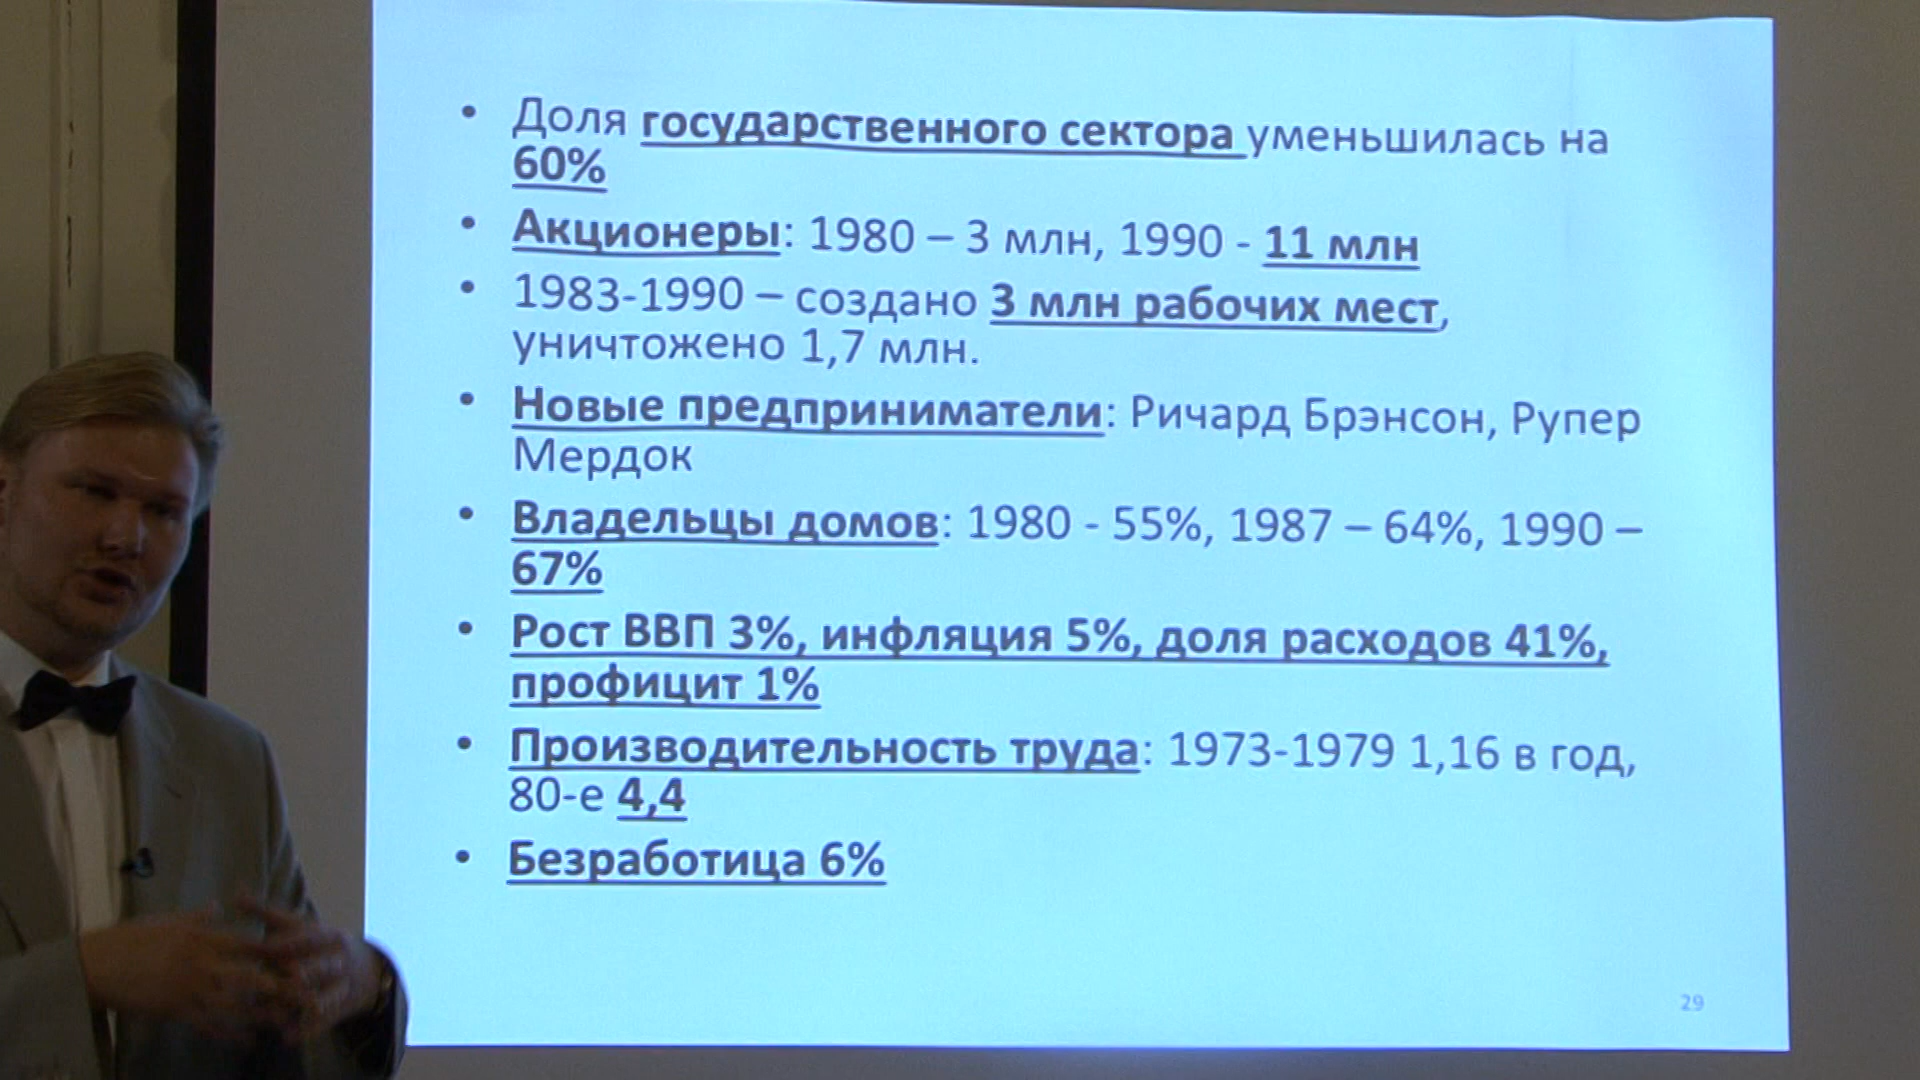 • Доля государственного сектора уменьшилась на
60%
• Акционеры: 1980 – 3 млн, 1990 - 11 млн
• 1983-1990 – создано 3 млн рабочих мест,
уничтожено 1,7 млн.
• Новые предприниматели: Ричард Брэнсон, Рупер
Мердок
• Владельцы домов: 1980 - 55%, 1987 – 64%, 1990 –
67%
• Рост ВВП 3%, инфляция 5%, доля расходов 41%,
профицит 1%
• Производительность труда: 1973-1979 1,16 в год,
80-е 4,4
• Безработица 6%
29